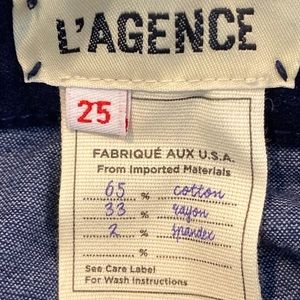 L'AGENCE
25
FABRIQUÉ AUX U.S.A.
From Imported Materials
65 % cotton
33 % rayon
2 % spandex
%
See Care Label
For Wash Instructions